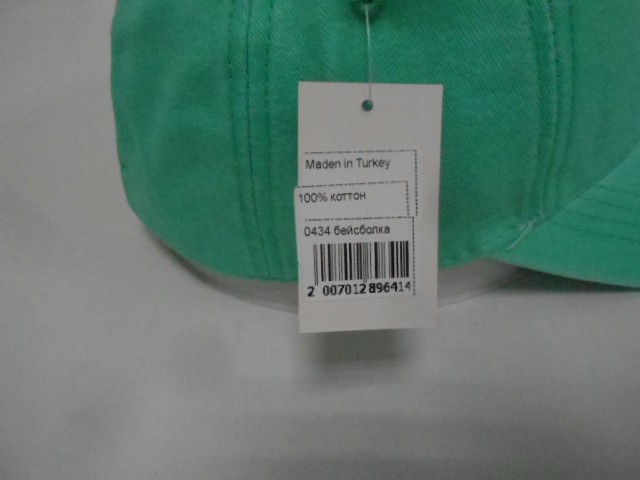 Maden in Turkey
100% коттон
0434 бейсболка
2 007012 896414